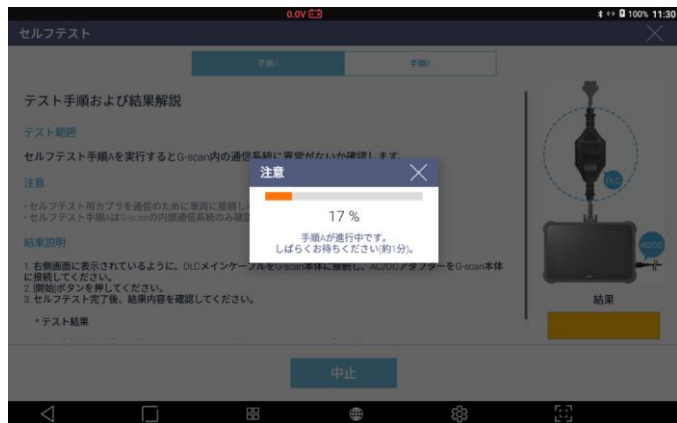 0.0V
100% 11:30
セルフテスト
手順A
手順B
テスト手順および結果解説
テスト範囲
セルフテスト手順Aを実行するとG-scan内の通信系統に異常がないか確認します。
注意
・セルフテスト用カプラを通信のために車両に接続し
・セルフテスト手順AはG-scanの内部通信系統のみ確認
結果説明
1. 右側画面に表示されているように、DLCメインケーブルをG-scan本体に接続し、AC/DCアダプターをG-scan本体
に接続してください。
2. [開始]ボタンを押してください。
3. セルフテスト完了後、結果内容を確認してください。
* テスト結果
注意
17 %
手順Aが進行中です。
しばらくお待ちください(約1分)。
DLC
AC/DC
結果
中止